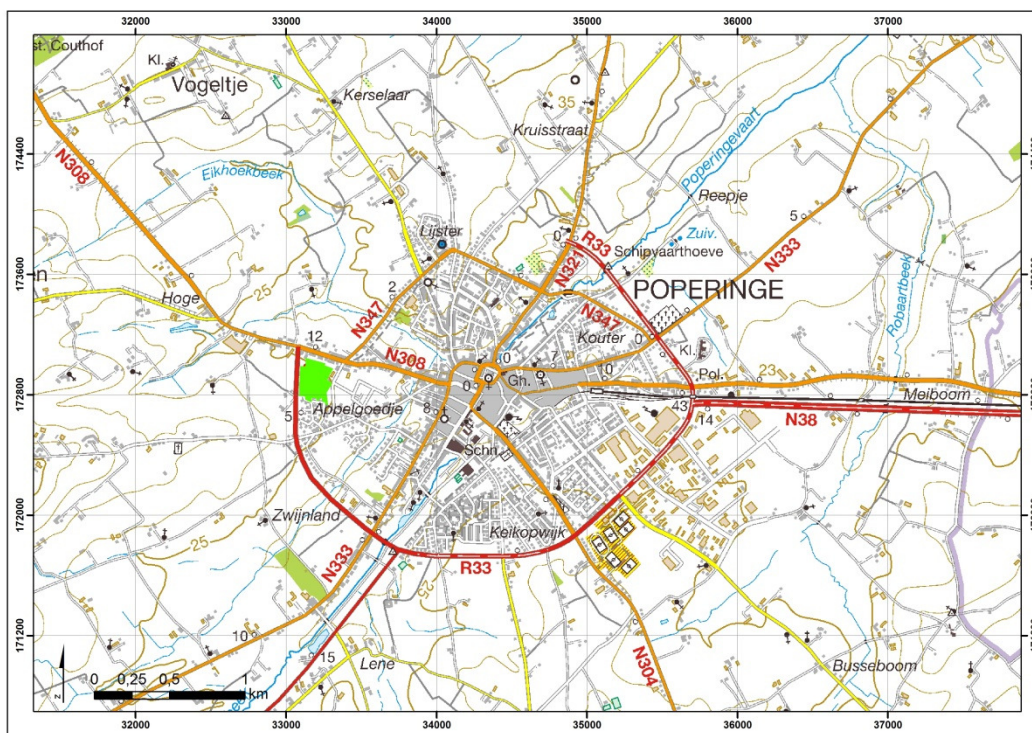 32000 33000 34000 35000 36000 37000
st. Couthof
Kl.
Vogeltje
Kerselaar
35
Kruisstraat
174400
N308
Eikhoekbeek
Poperingevaart
Reepje
5
N333
Lijster
0
R33
Zuiv.
Schipvaarthoeve
N321
173600
n
2
POPERINGE
Robaartbeek
Hoge
25
N347
N347
12
Kouter
0
Kl.
N308
10
7
Gh.
10
Pol.
23
172800
0
Meiboom
5
Appelgoedje
8
43
14
N38
Schn.
172000
Zwijnland
Keikopwijk
25
N333
R33
25
10
171200
15
Lene
N304
Busseboom
N
0 0,25 0,5 1
km
32000 33000 34000 35000 36000 37000